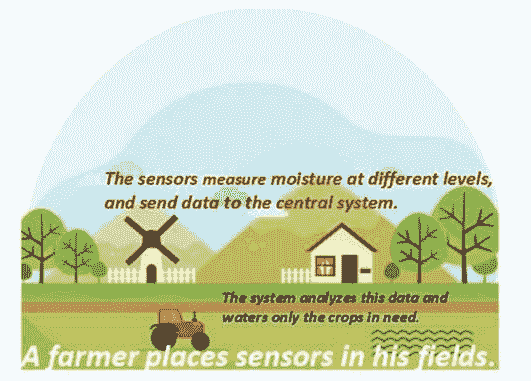 The sensors measure moisture at different levels,
and send data to the central system.
The system analyzes this data and
waters only the crops in need.
A farmer places sensors in his fields.